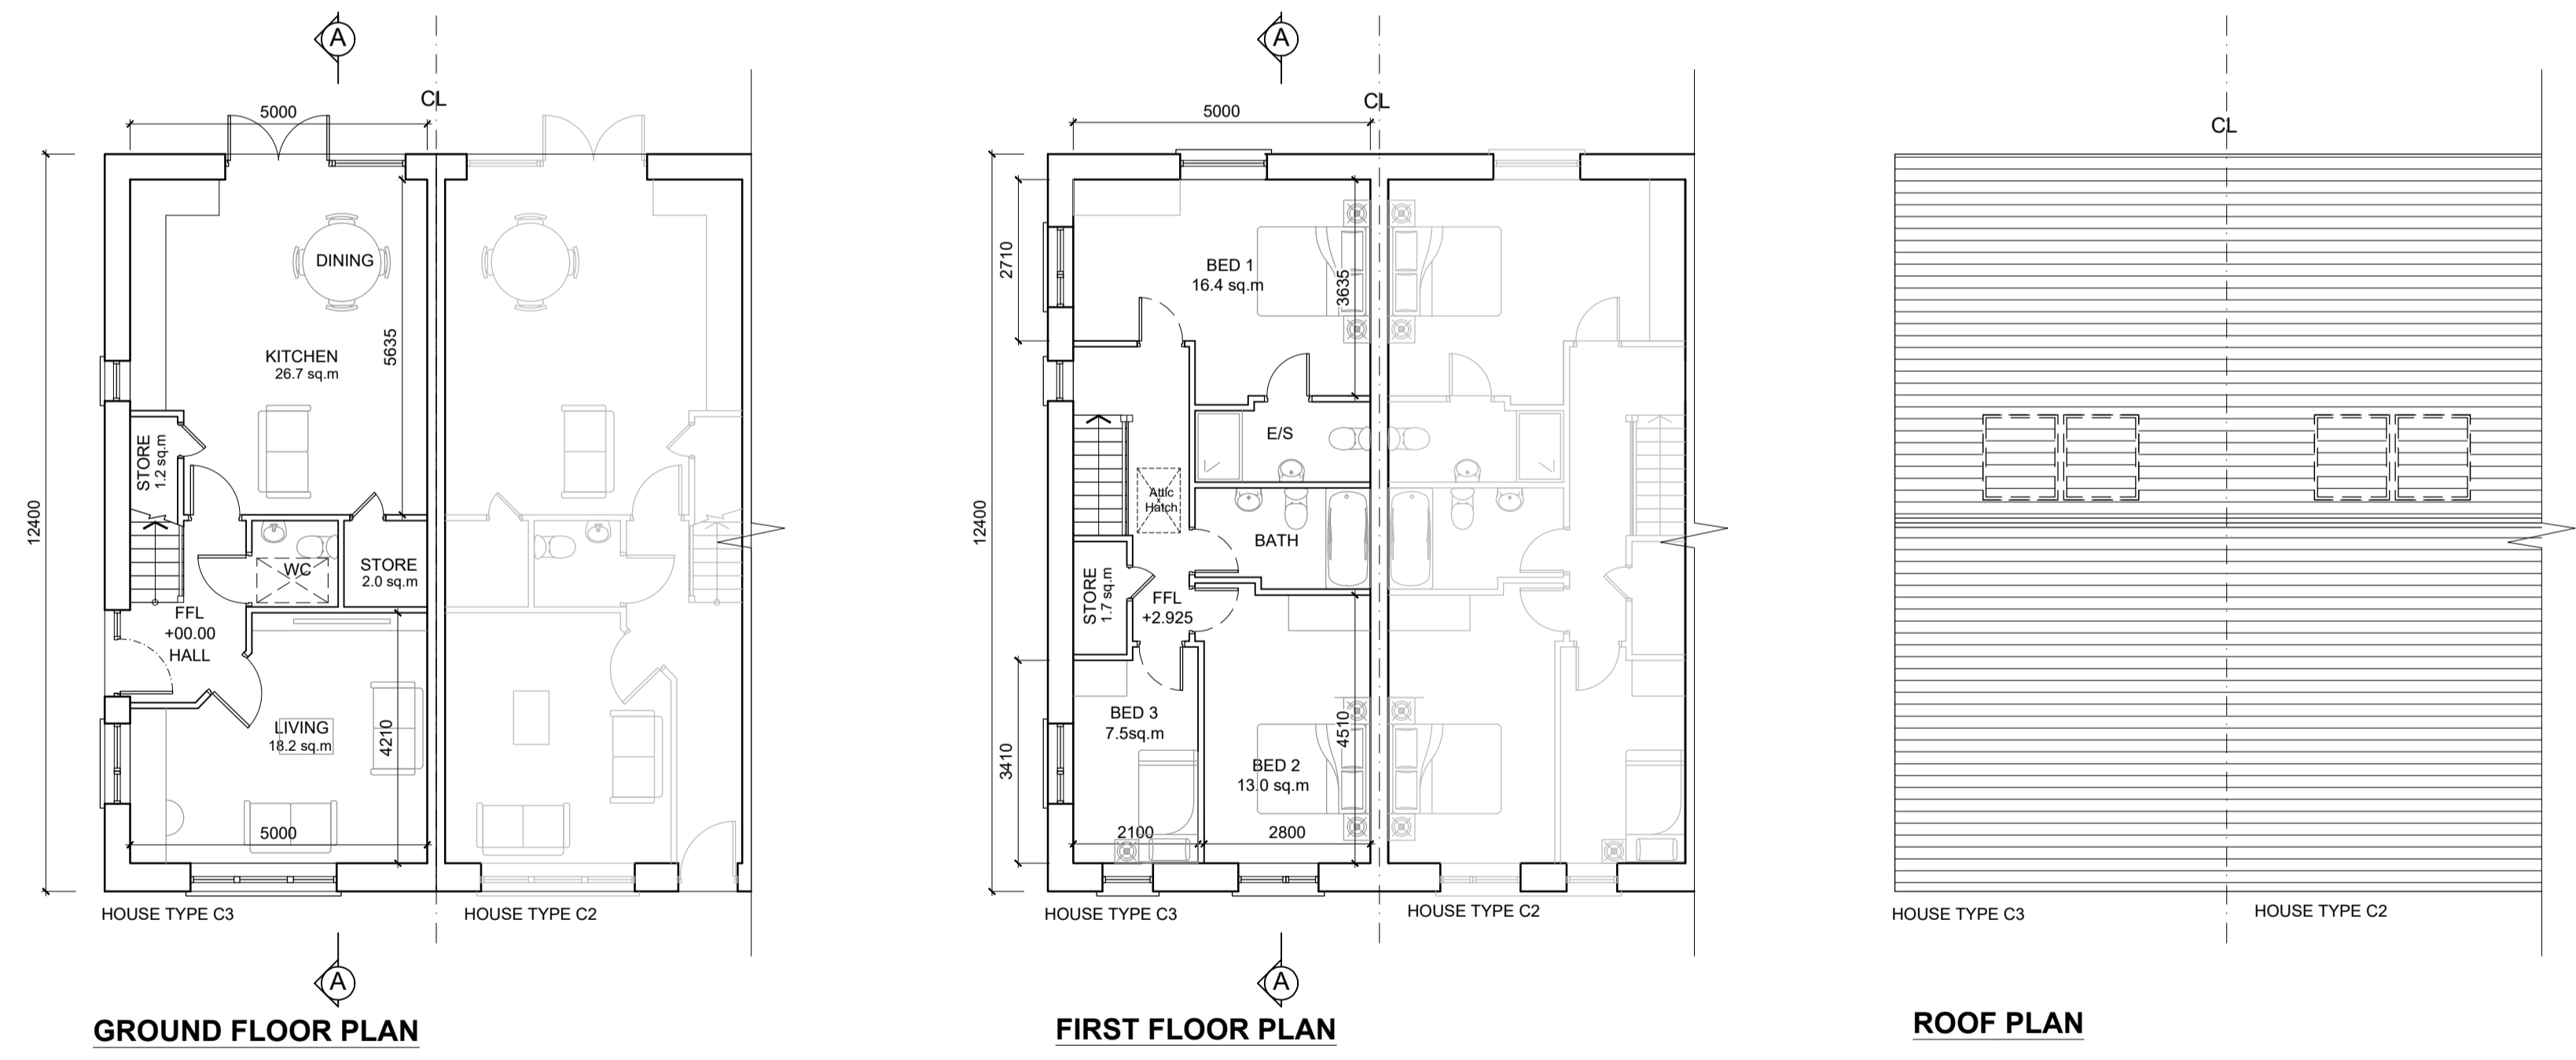 A
CL
5000
DINING
5635
KITCHEN
26.7 sq.m
STORE
1.2 sq.m
12400
WC
STORE
2.0 sq.m
FFL
+00.00
HALL
LIVING
18.2 sq.m
4210
5000
HOUSE TYPE C3
HOUSE TYPE C2
A
GROUND FLOOR PLAN
A
CL
5000
2710
BED 1
16.4 sq.m
3635
E/S
Attic
Hatch
12400
BATH
STORE
1.7 sq.m
FFL
+2.925
3410
BED 3
7.5sq.m
4510
BED 2
13.0 sq.m
2100
2800
HOUSE TYPE C3
HOUSE TYPE C2
A
FIRST FLOOR PLAN
CL
HOUSE TYPE C3
HOUSE TYPE C2
ROOF PLAN